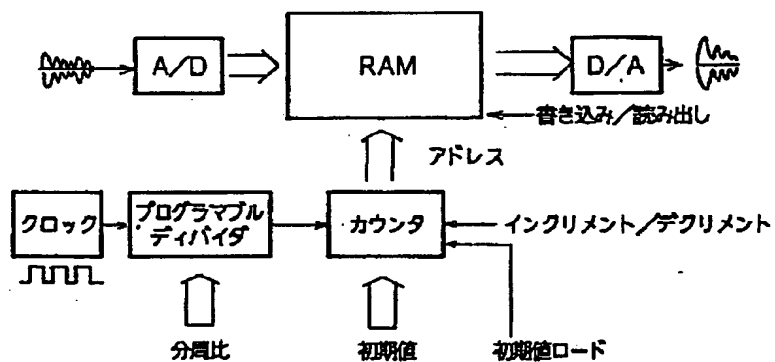 A/D
RAM
D/A
書き込み/読み出し
アドレス
クロック
プログラマブル
ディバイダ
カウンタ
インクリメント/デクリメント
分周比
初期値
初期値ロード